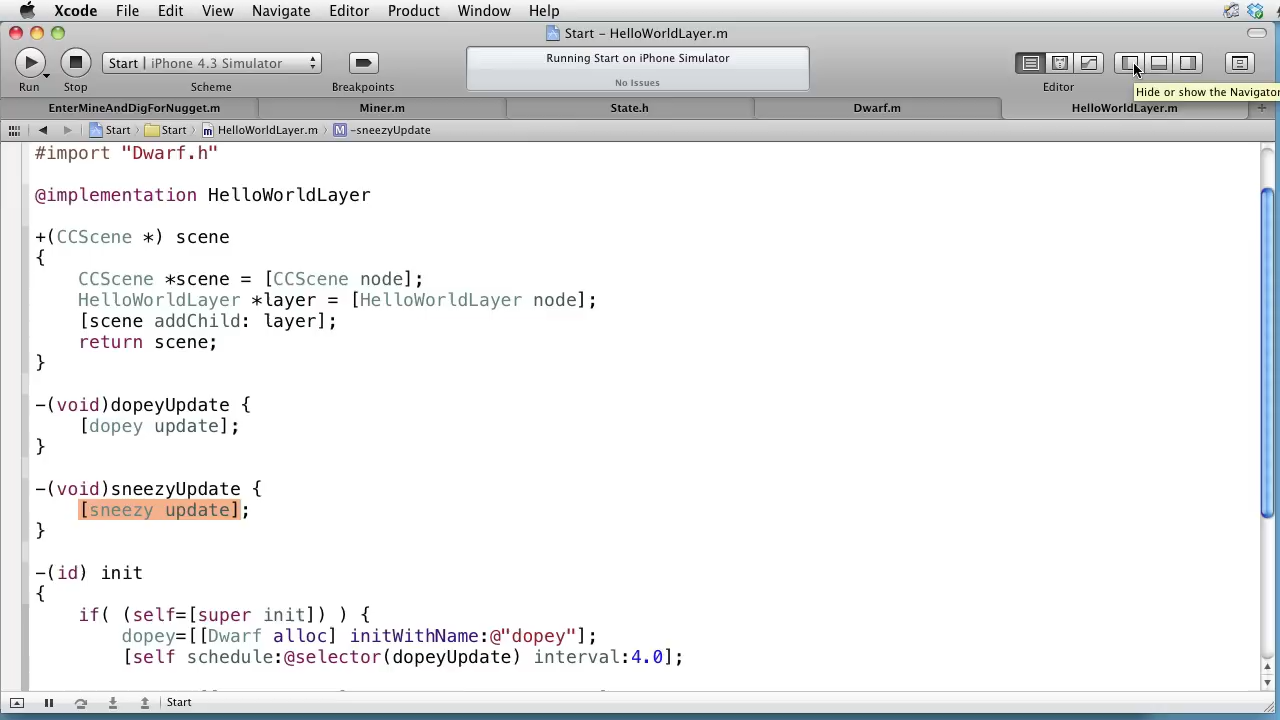 Xcode File Edit View Navigate Editor Product Window Help
Start – HelloWorldLayer.m
Start | iPhone 4.3 Simulator
Running Start on iPhone Simulator
No Issues
Run Stop Scheme Breakpoints Editor
Hide or show the Navigator
EnterMineAndDigForNugget.m Miner.m State.h Dwarf.m HelloWorldLayer.m
Start Start HelloWorldLayer.m M -sneezyUpdate
#import "Dwarf.h"
@implementation HelloWorldLayer
+(CCScene *) scene
{
CCScene *scene = [CCScene node];
HelloWorldLayer *layer = [HelloWorldLayer node];
[scene addChild: layer];
return scene;
}
-(void)dopeyUpdate {
[dopey update];
}
-(void)sneezyUpdate {
[sneezy update];
}
-(id) init
{
if( (self=[super init]) ) {
dopey=[[Dwarf alloc] initWithName:@"dopey"];
[self schedule:@selector(dopeyUpdate) interval:4.0];
Start